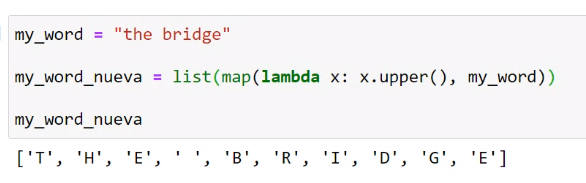 my_word = "the bridge"
my_word_nueva = list(map(lambda x: x.upper(), my_word))
my_word_nueva
['T', 'H', 'E', ' ', 'B', 'R', 'I', 'D', 'G', 'E']